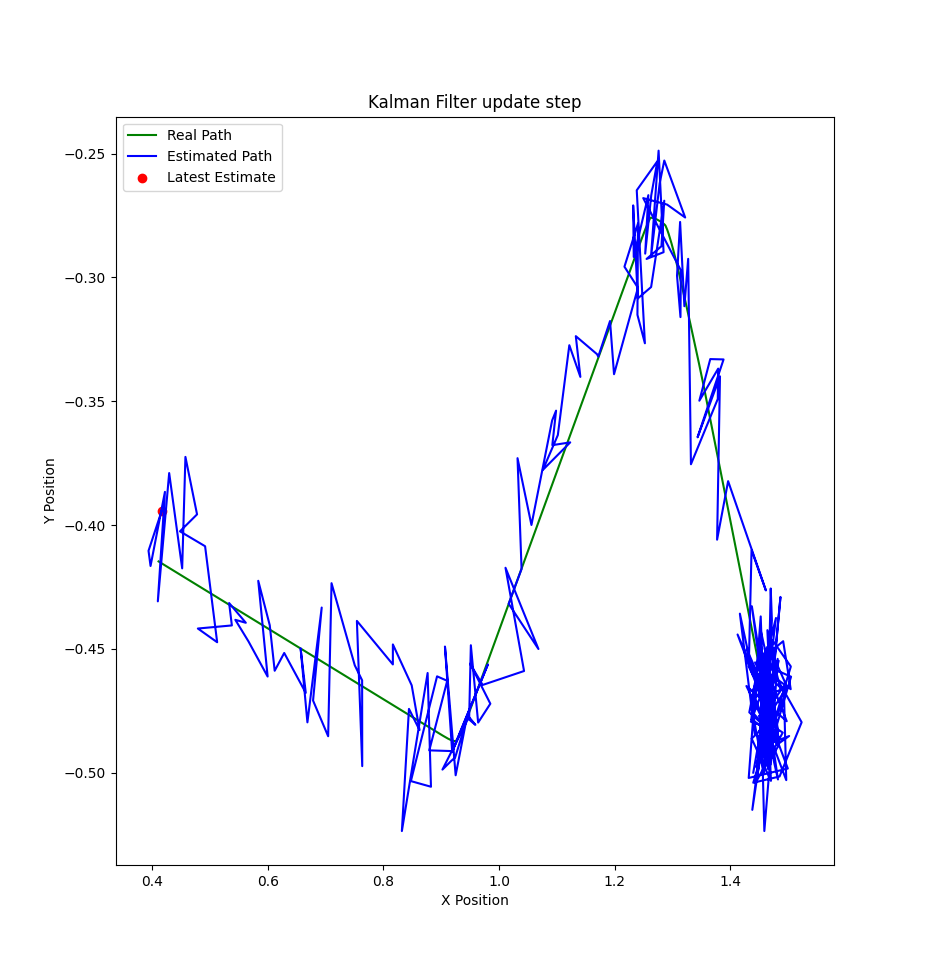 Kalman Filter update step
Real Path
Estimated Path
Latest Estimate
−0.25
−0.30
−0.35
−0.40
−0.45
−0.50
Y Position
0.4 0.6 0.8 1.0 1.2 1.4
X Position